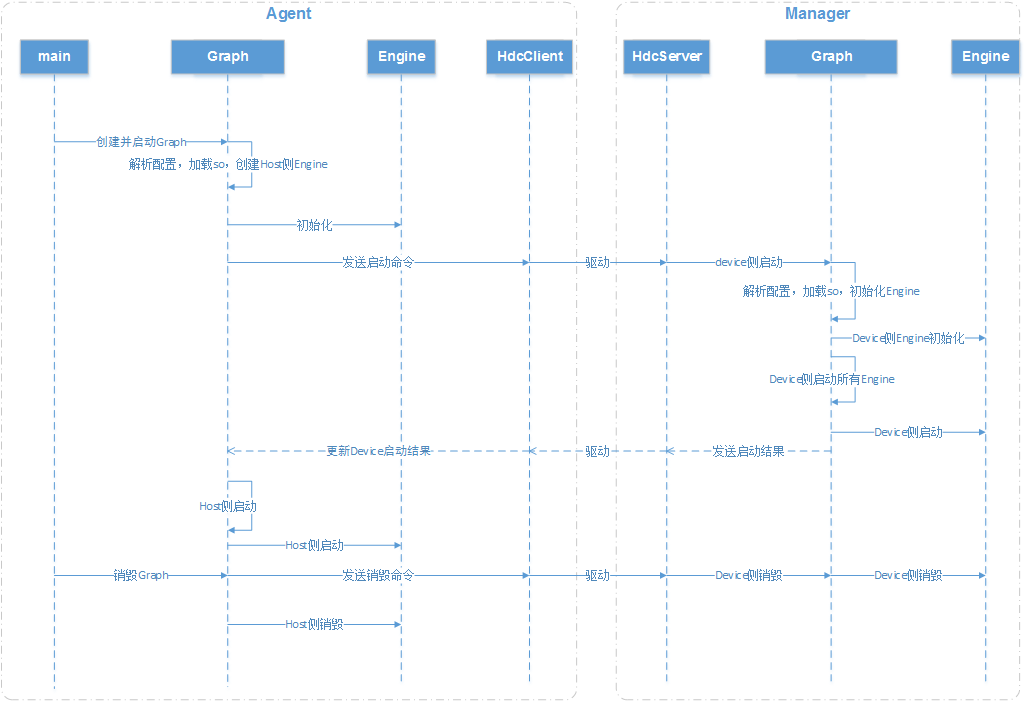 Agent
Manager
main
Graph
Engine
HdcClient
HdcServer
Graph
Engine
创建并启动Graph
解析配置，加载so，创建Host侧Engine
初始化
发送启动命令
驱动
device侧启动
解析配置，加载so，初始化Engine
Device侧Engine初始化
Device侧启动所有Engine
Device侧启动
更新Device启动结果
驱动
发送启动结果
Host侧启动
Host侧启动
销毁Graph
发送销毁命令
驱动
Device侧销毁
Device侧销毁
Host侧销毁